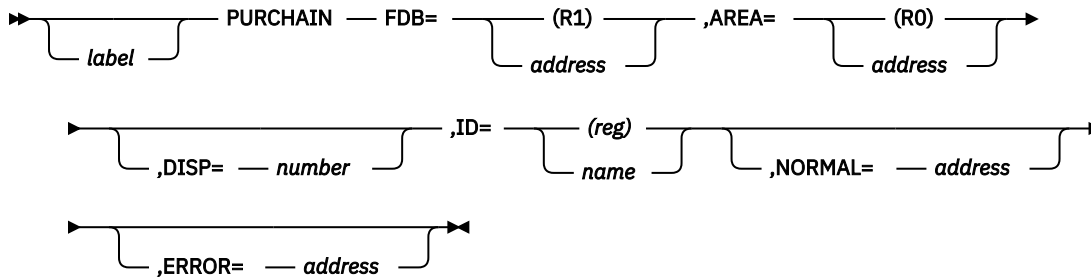 PURCHAIN FDB= (R1) ,AREA= (R0)
label address address
,ID= (reg)
,DISP= number name ,NORMAL= address
,ERROR= address